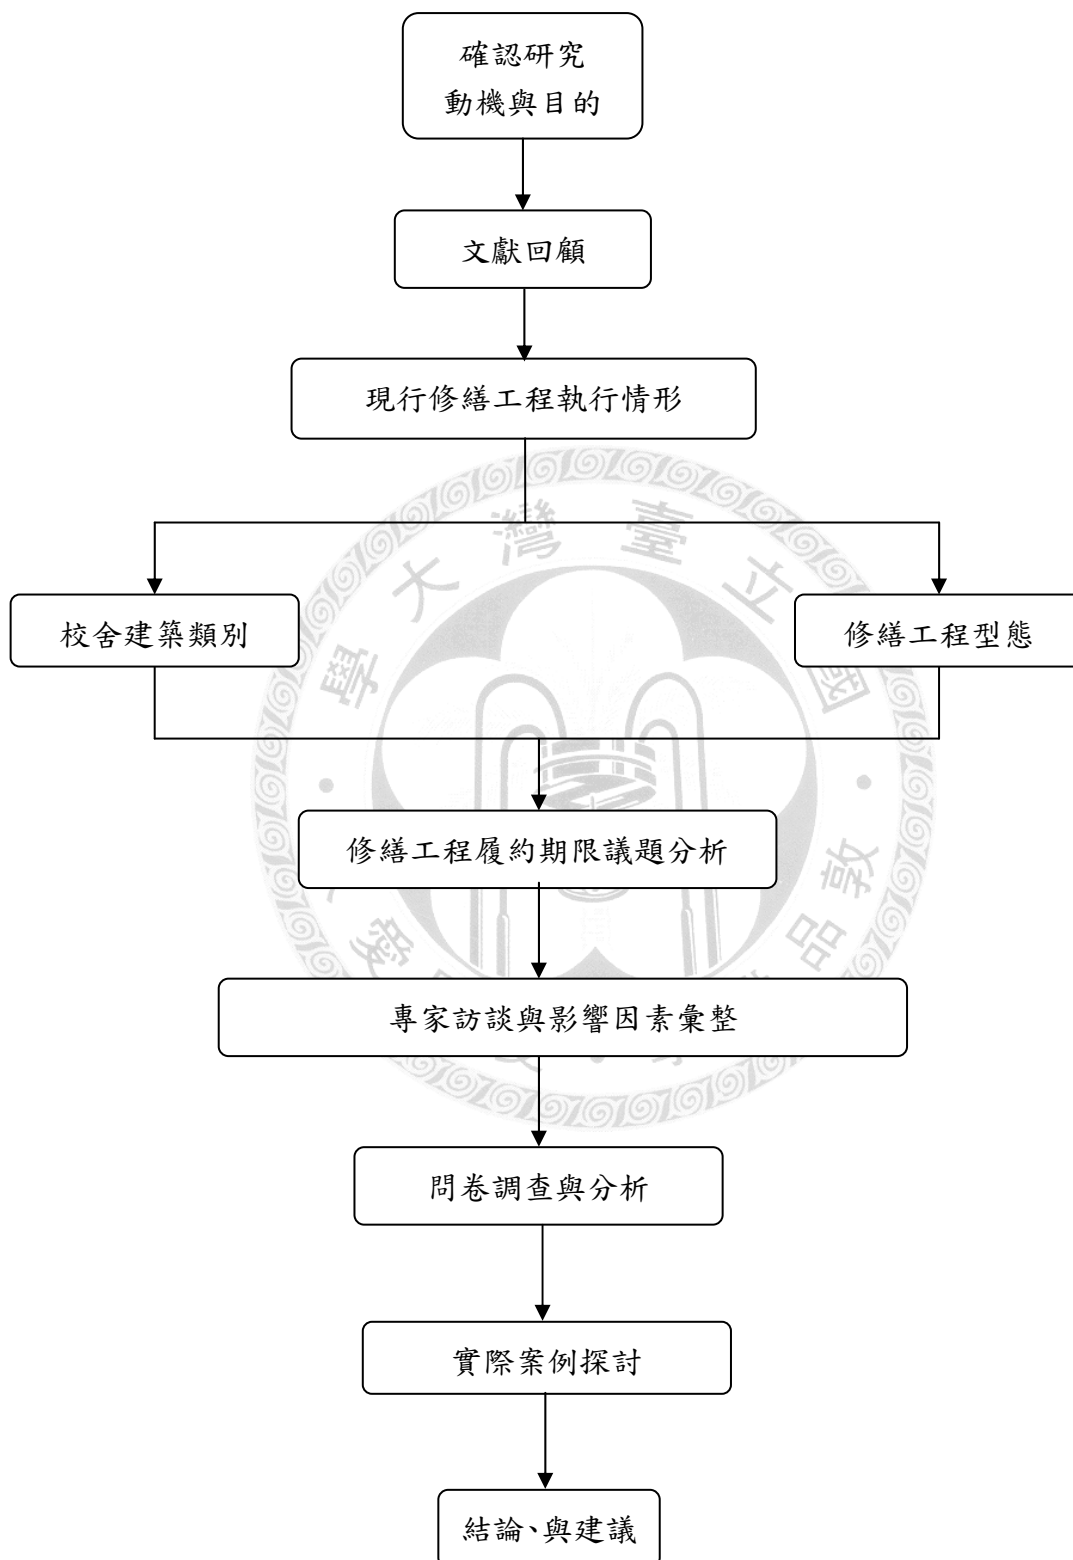 確認研究
動機與目的
文獻回顧
現行修繕工程執行情形
校舍建築類別
修繕工程型態
修繕工程履約期限議題分析
專家訪談與影響因素彙整
問卷調查與分析
實際案例探討
結論、與建議
臺灣大學